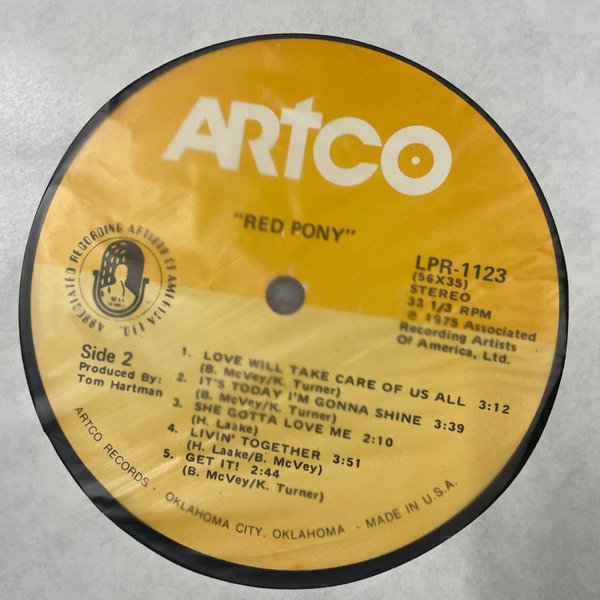 ARTCO
"RED PONY"
ASSOCIATED RECORDING ARTISTS OF AMERICA LTD.
LPR-1123
(56X35)
STEREO
33 1/3 RPM
℗ 1975 Associated
Recording Artists
Of America, Ltd.
Side 2
Produced By:
Tom Hartman
1. LOVE WILL TAKE CARE OF US ALL 3:12
(B. McVey/K. Turner)
2. IT'S TODAY I'M GONNA SHINE 3:39
(B. McVey/K. Turner)
3. SHE GOTTA LOVE ME 2:10
(H. Laake)
4. LIVIN' TOGETHER 3:51
(H. Laake/B. McVey)
5. GET IT! 2:44
(B. McVey/K. Turner)
ARTCO RECORDS - OKLAHOMA CITY, OKLAHOMA - MADE IN U.S.A.